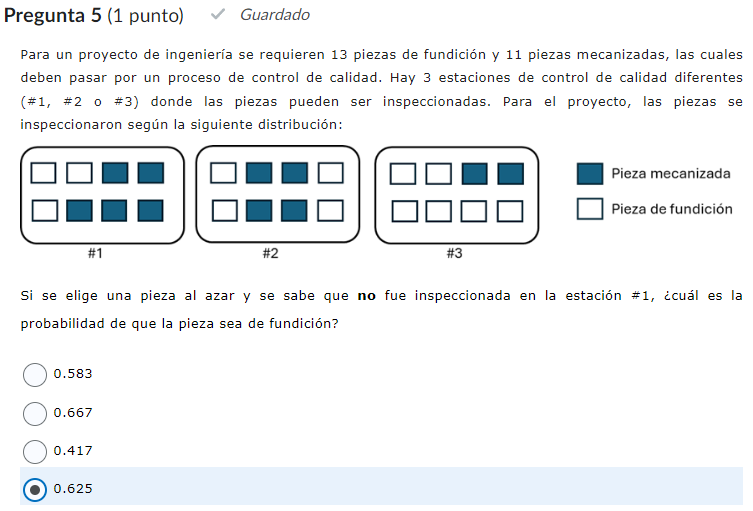 Pregunta 5 (1 punto) ✓ Guardado
Para un proyecto de ingeniería se requieren 13 piezas de fundición y 11 piezas mecanizadas, las cuales
deben pasar por un proceso de control de calidad. Hay 3 estaciones de control de calidad diferentes
(#1, #2 o #3) donde las piezas pueden ser inspeccionadas. Para el proyecto, las piezas se
inspeccionaron según la siguiente distribución:
Pieza mecanizada
Pieza de fundición
#1 #2 #3
Si se elige una pieza al azar y se sabe que no fue inspeccionada en la estación #1, ¿cuál es la
probabilidad de que la pieza sea de fundición?
0.583
0.667
0.417
0.625